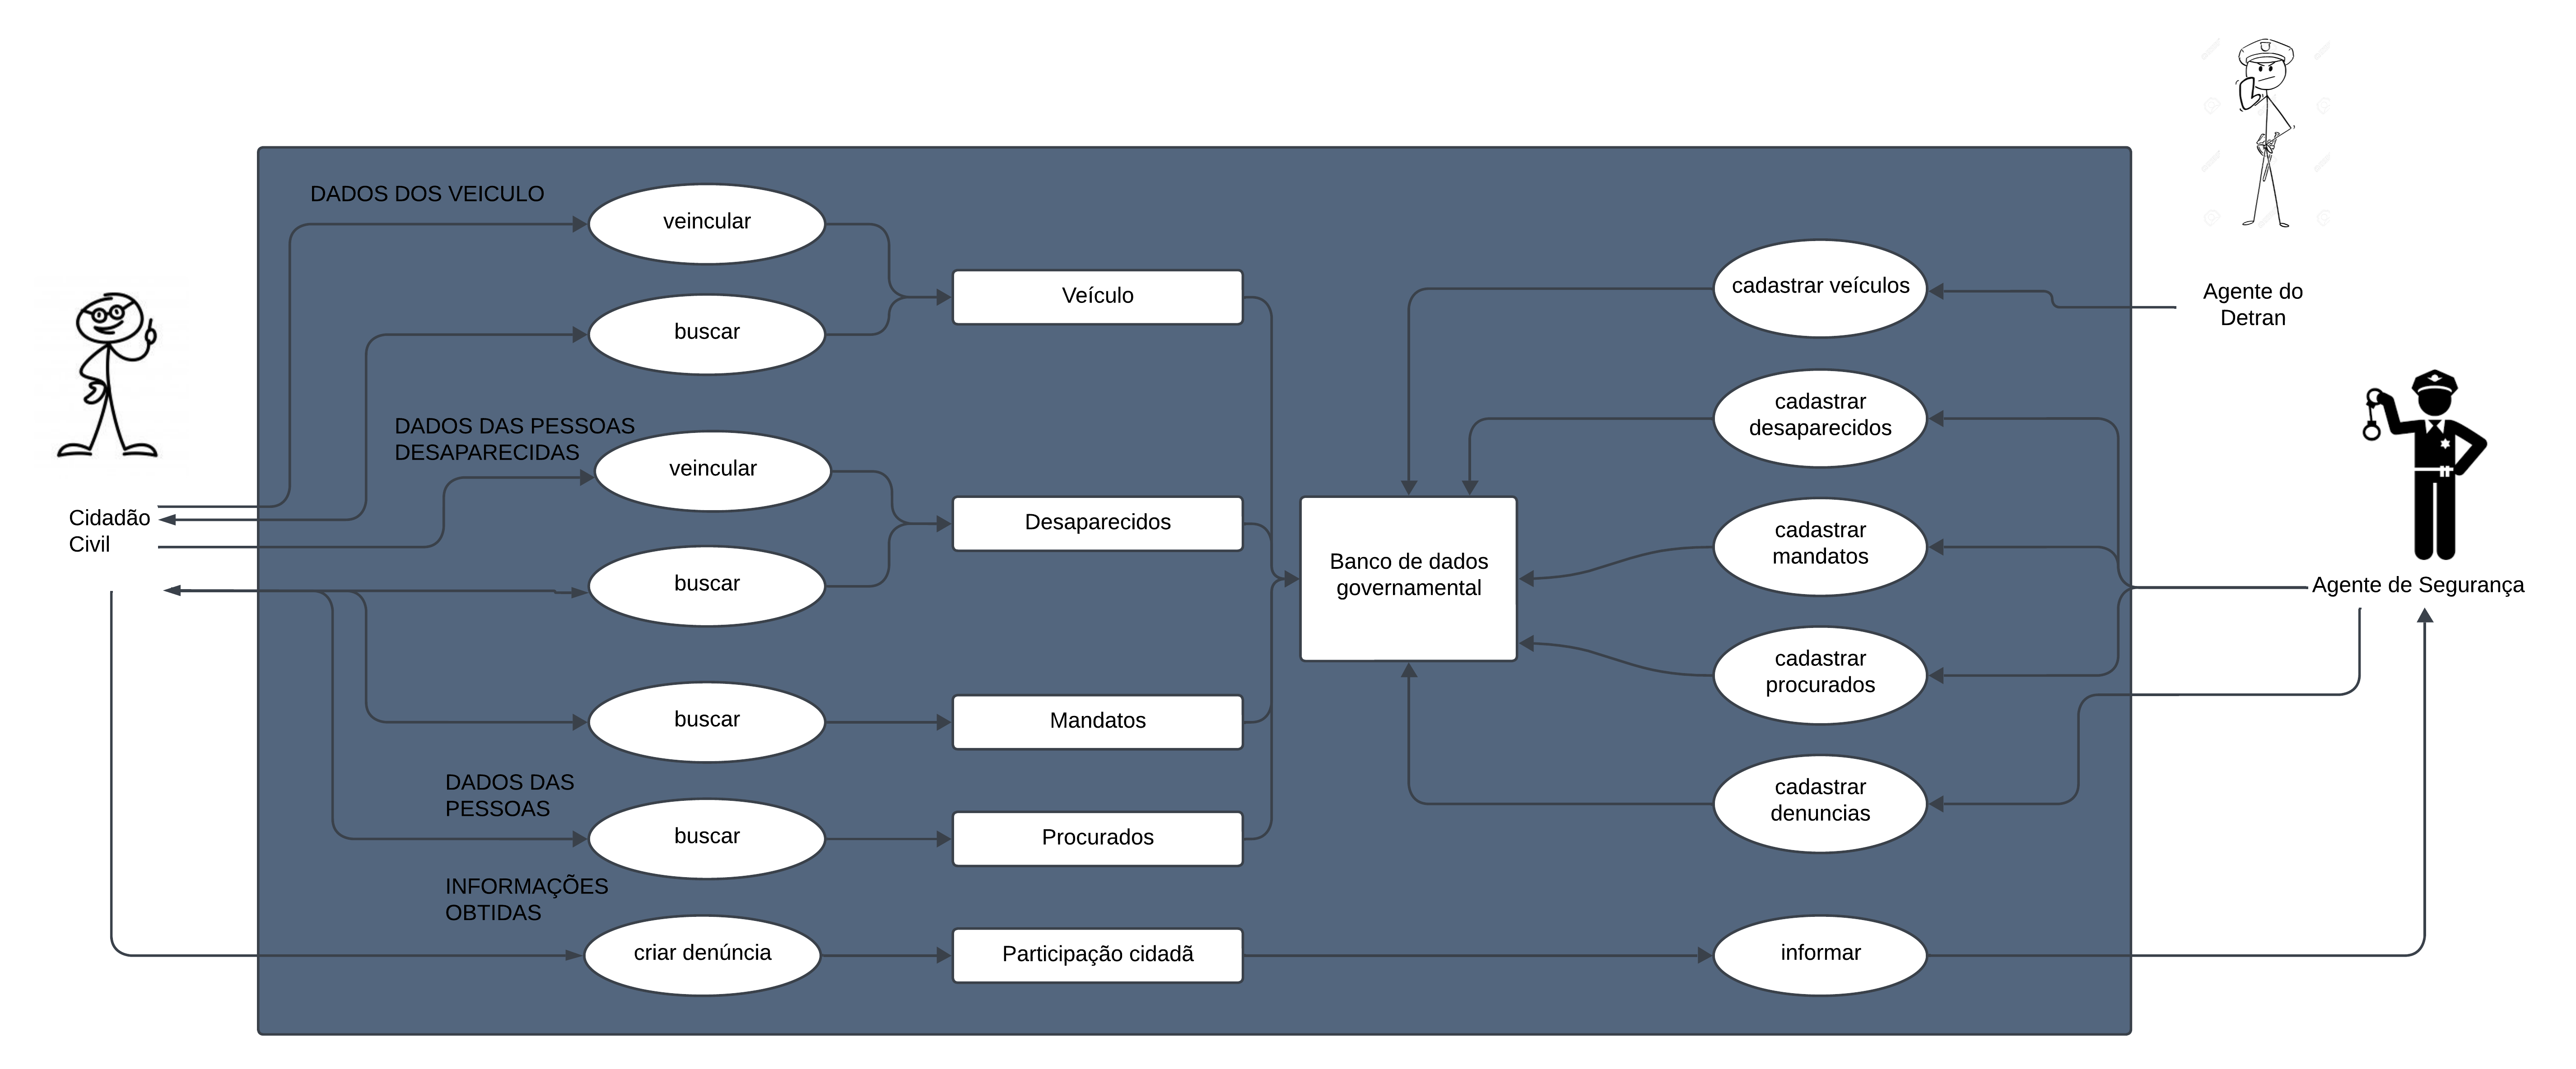 DADOS DOS VEICULO
veincular
buscar
Veículo
cadastrar veículos
Agente do
Detran
DADOS DAS PESSOAS
DESAPARECIDAS
veincular
cadastrar
desaparecidos
Cidadão
Civil
Desaparecidos
buscar
Banco de dados
governamental
cadastrar
mandatos
Agente de Segurança
cadastrar
procurados
buscar
Mandatos
DADOS DAS
PESSOAS
buscar
Procurados
cadastrar
denuncias
INFORMAÇÕES
OBTIDAS
criar denúncia
Participação cidadã
informar